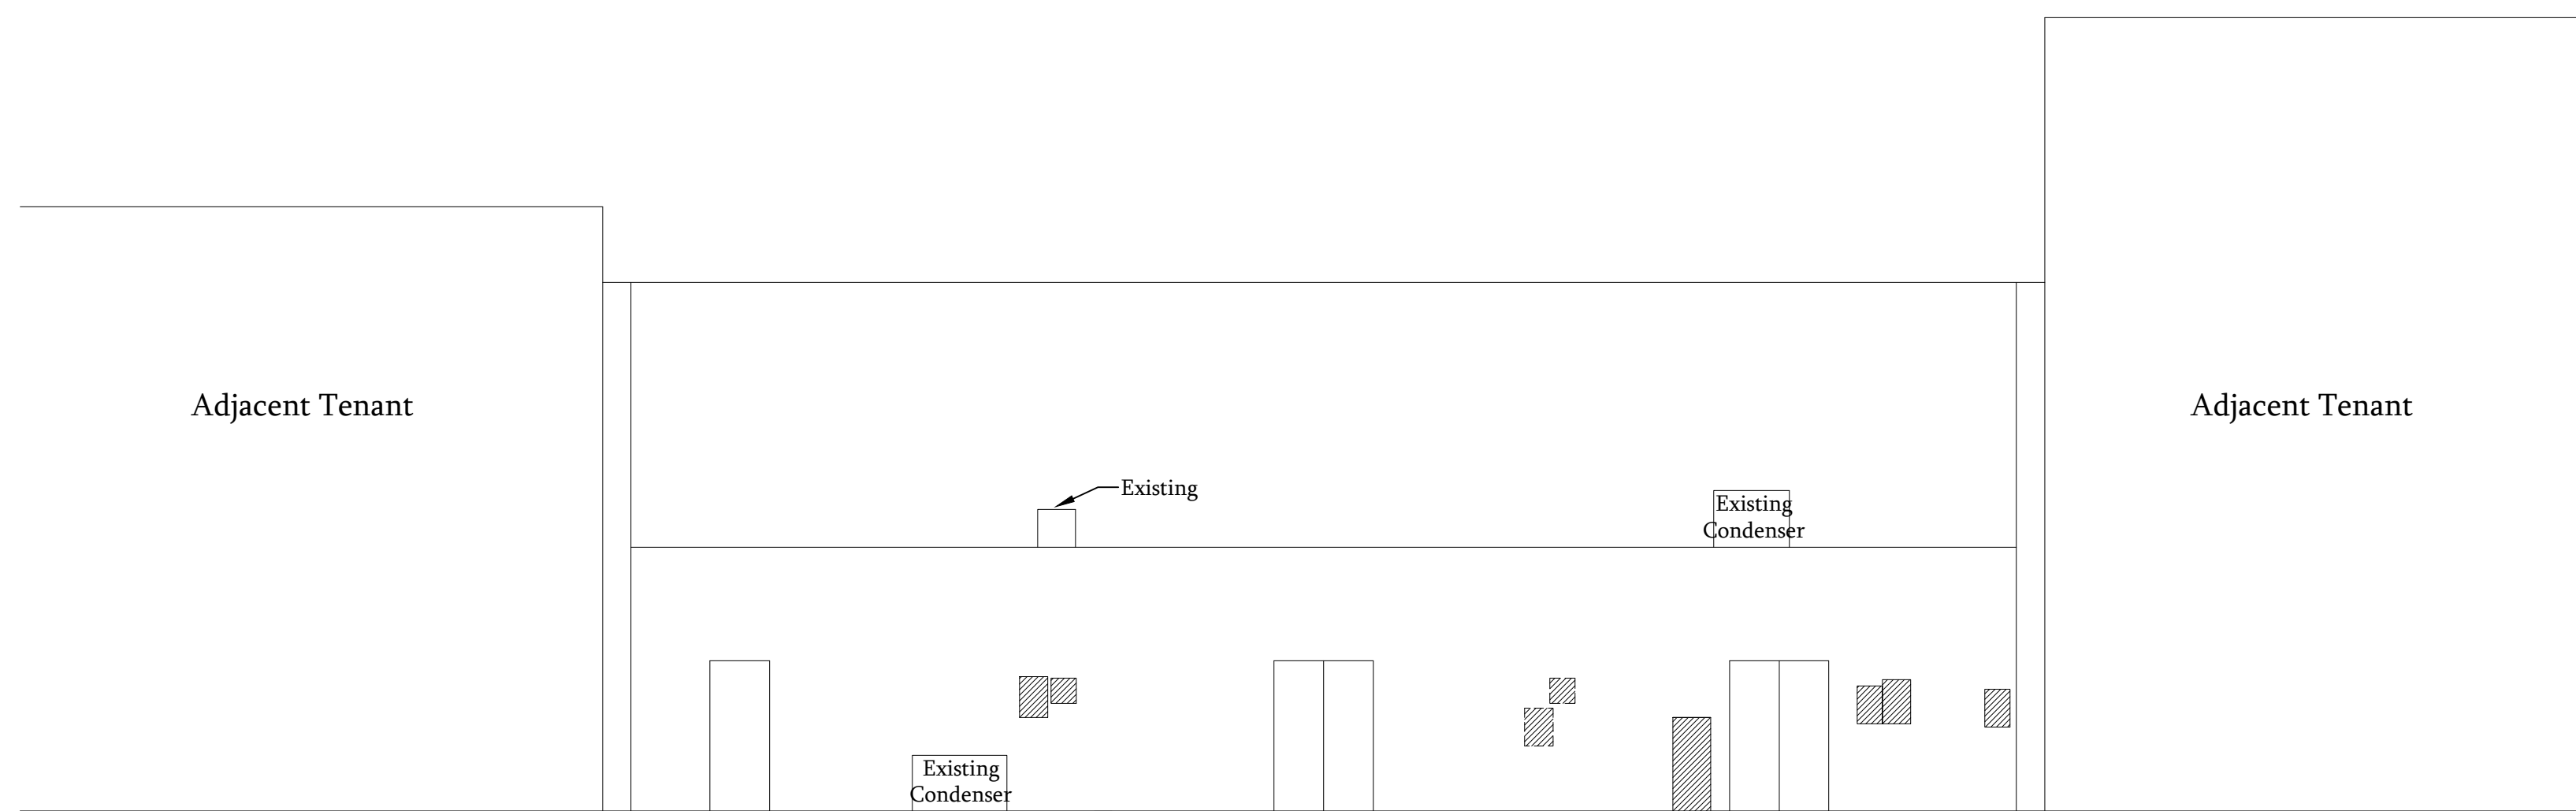 Adjacent Tenant
Adjacent Tenant
Existing
Existing
Condenser
Existing
Condenser